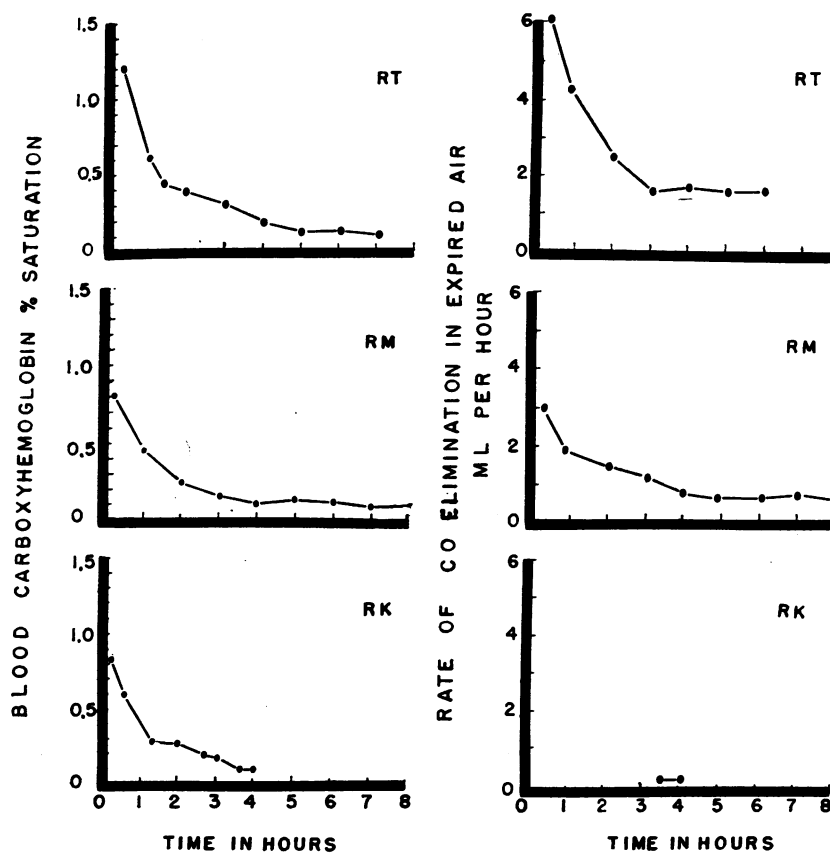 BLOOD CARBOXYHEMOGLOBIN % SATURATION
1.5
1.0
0.5
0
RT
1.5
1.0
0.5
0
RM
1.5
1.0
0.5
0
RK
0 1 2 3 4 5 6 7 8
TIME IN HOURS
RATE OF CO ELIMINATION IN EXPIRED AIR
ML PER HOUR
6
4
2
0
RT
6
4
2
0
RM
6
4
2
0
RK
0 1 2 3 4 5 6 7 8
TIME IN HOURS